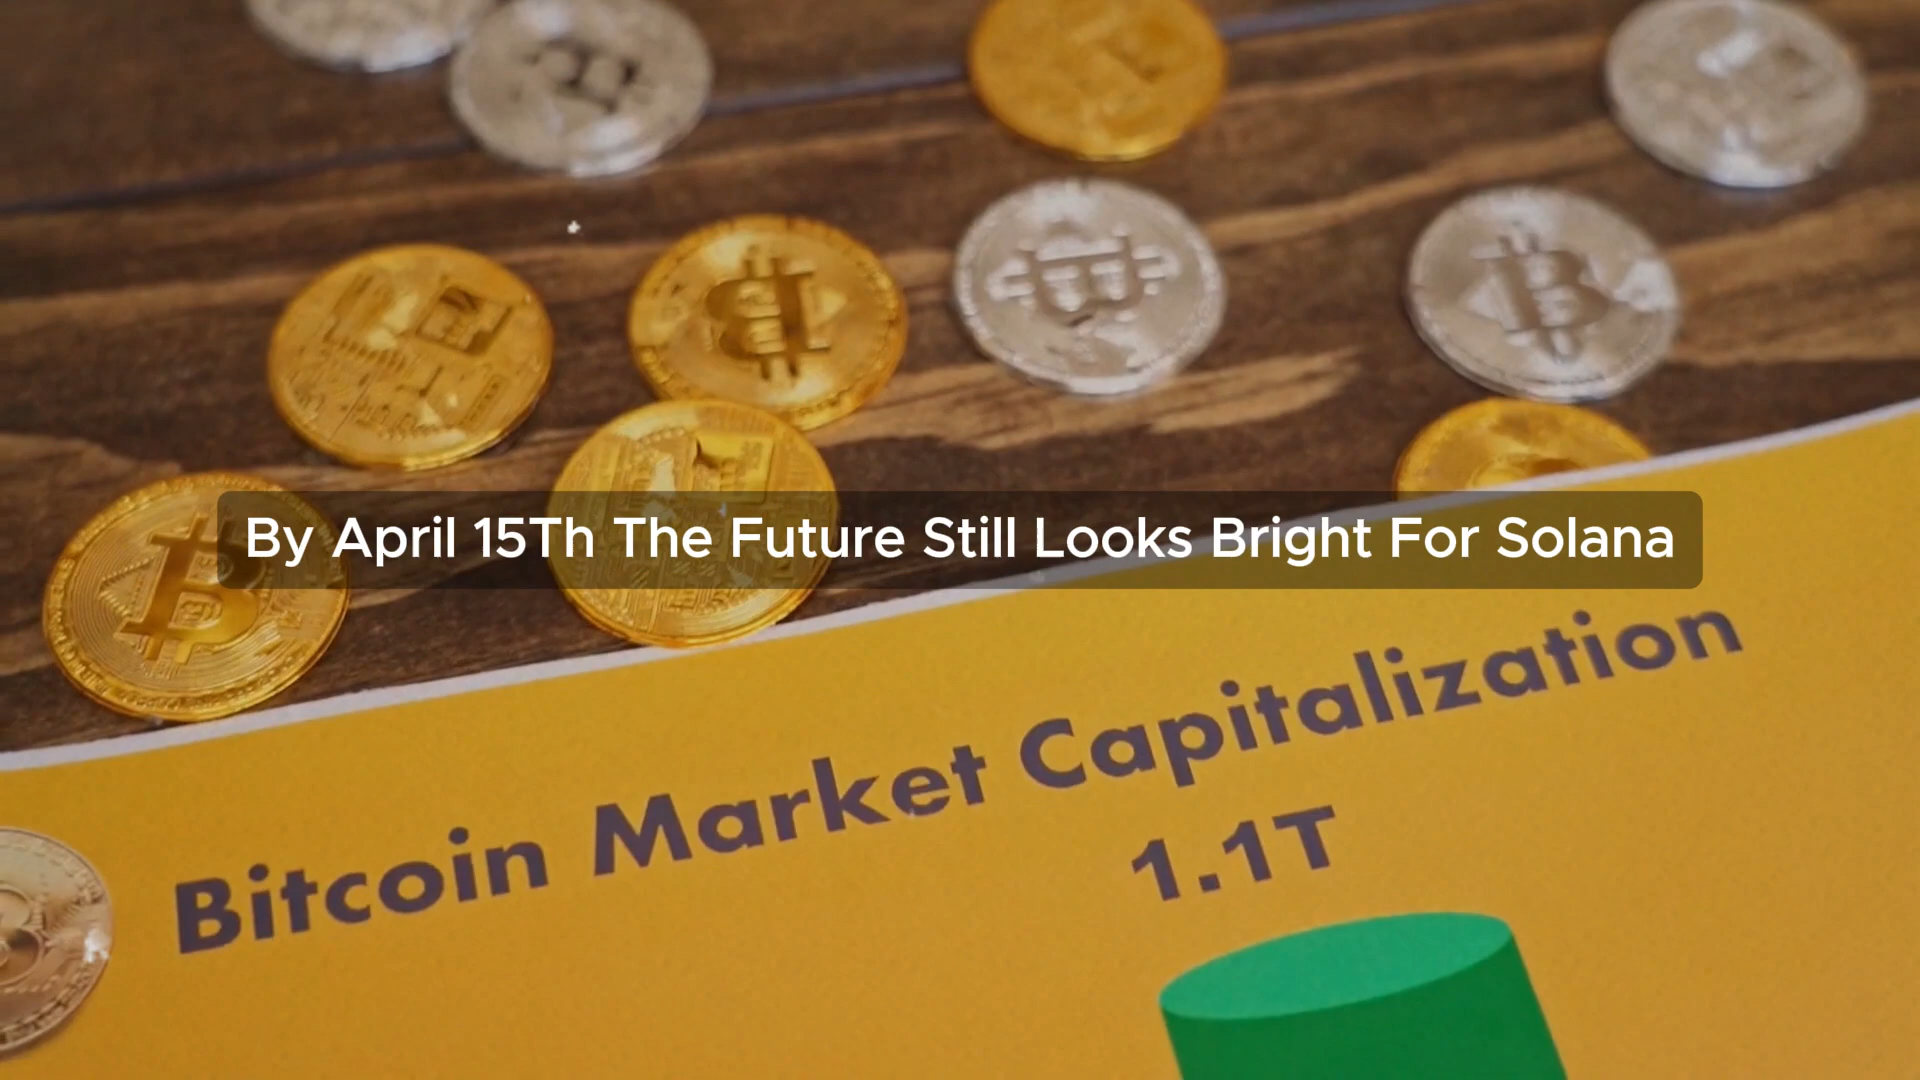 By April 15Th The Future Still Looks Bright For Solana
Bitcoin Market Capitalization
1.1T